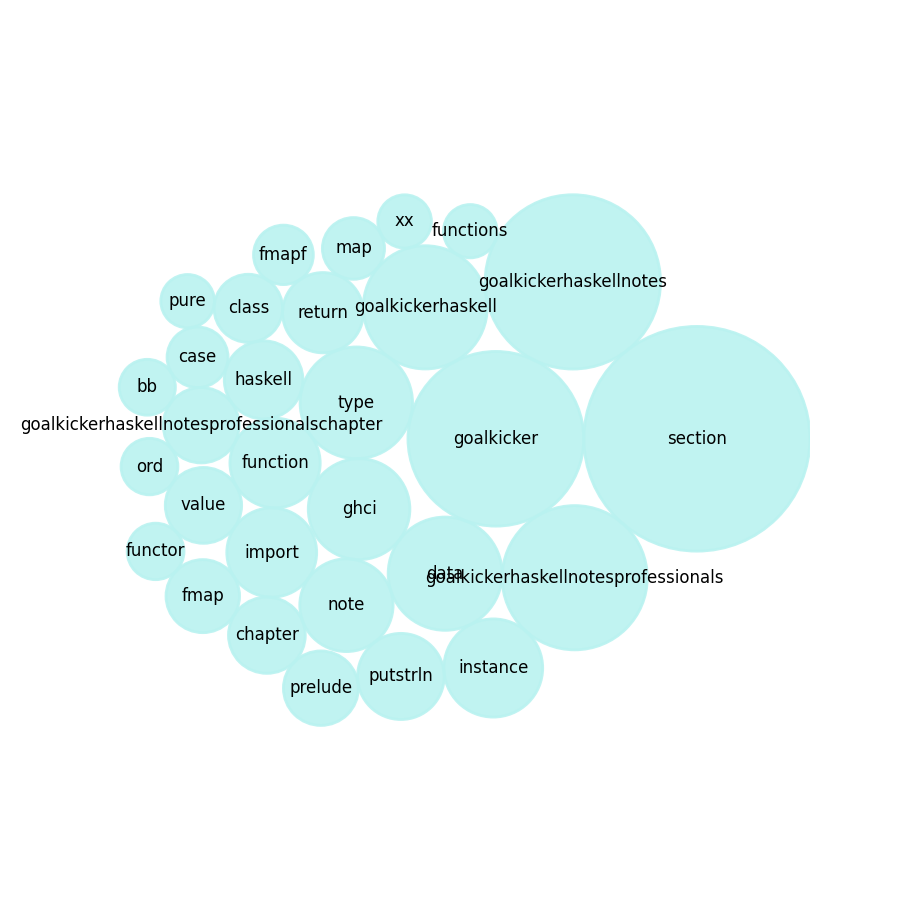 xx
functions
map
fmapf
goalkickerhaskellnotes
pure
class
return
goalkickerhaskell
case
haskell
bb
type
goalkickerhaskellnotesprofessionalschapter
goalkicker
section
ord
function
value
ghci
functor
import
data
goalkickerhaskellnotesprofessionals
fmap
note
chapter
instance
putstrln
prelude